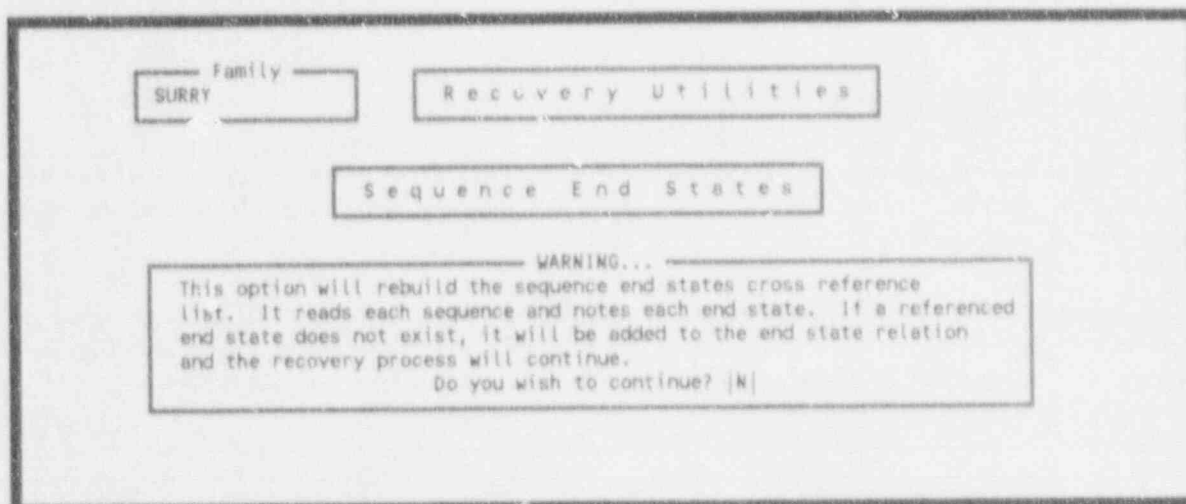 Family
SURRY
Recovery Utilities
Sequence End States
WARNING...
This option will rebuild the sequence end states cross reference
list. It reads each sequence and notes each end state. If a referenced
end state does not exist, it will be added to the end state relation
and the recovery process will continue.
Do you wish to continue? |N|